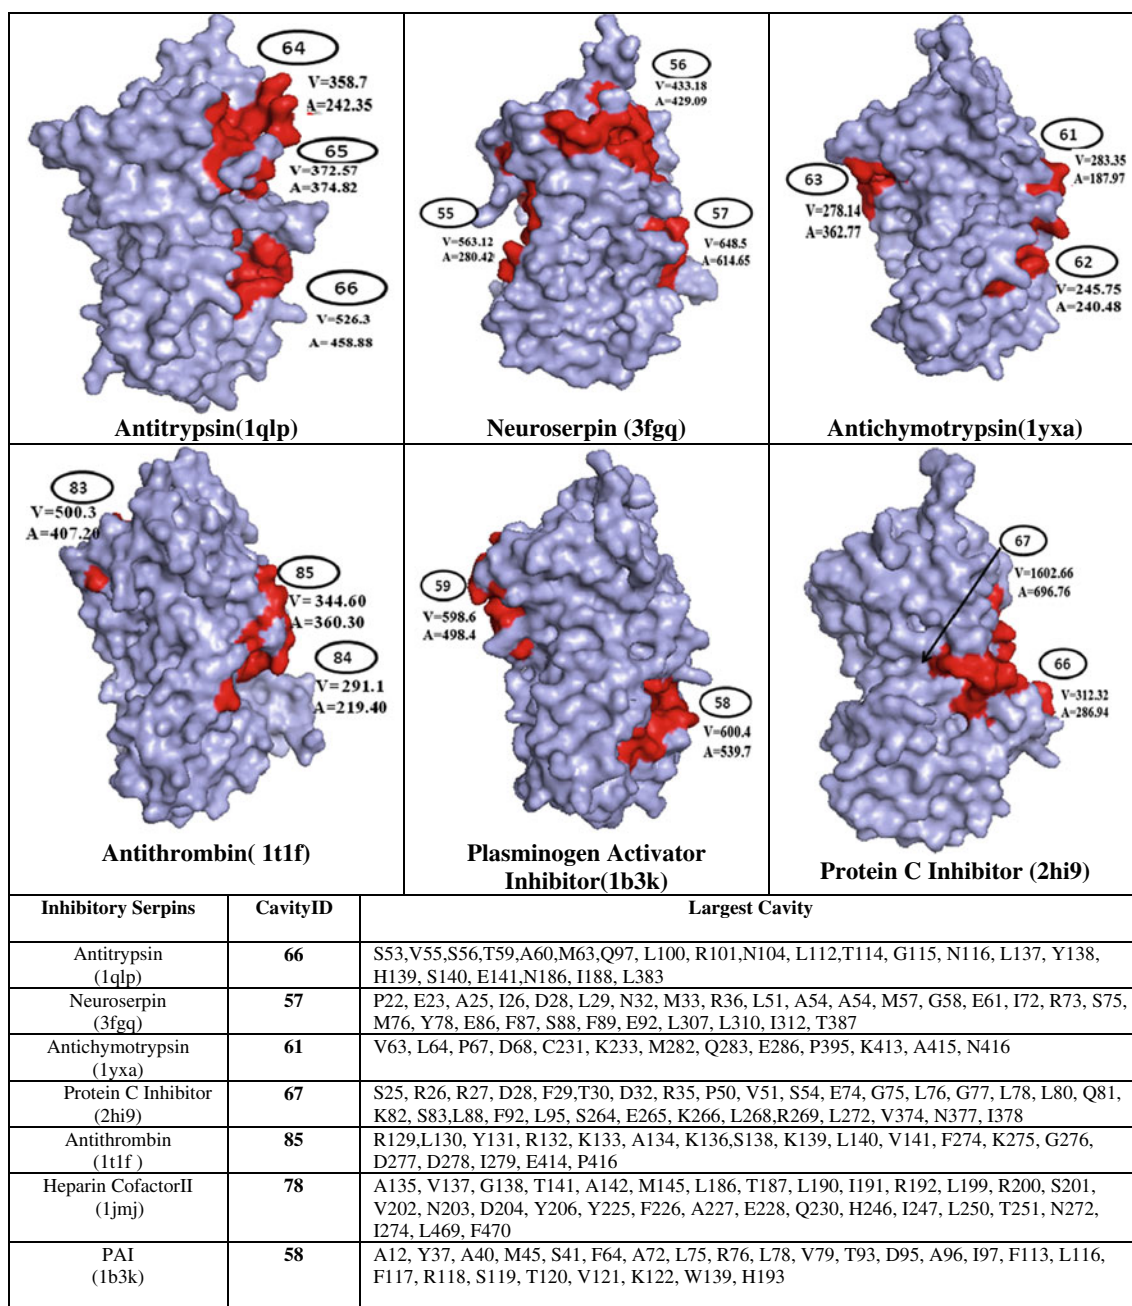 64
V=358.7
A=242.35
65
V=372.57
A=374.82
66
V=526.3
A=458.88
Antitrypsin(1qlp)
56
V=433.18
A=429.09
55
V=563.12
A=280.42
57
V=648.5
A=614.65
Neuroserpin (3fgq)
61
V=283.35
A=187.97
63
V=278.14
A=362.77
62
V=245.75
A=240.48
Antichymotrypsin(1yxa)
83
V=500.3
A=407.20
85
V=344.60
A=360.30
84
V=291.1
A=219.40
Antithrombin( 1t1f)
59
V=598.6
A=498.4
58
V=600.4
A=539.7
Plasminogen Activator
Inhibitor(1b3k)
67
V=1602.66
A=696.76
66
V=312.32
A=286.94
Protein C Inhibitor (2hi9)
Inhibitory Serpins CavityID Largest Cavity
Antitrypsin
(1qlp)
66
S53,V55,S56,T59,A60,M63,Q97, L100, R101,N104, L112,T114, G115, N116, L137, Y138,
H139, S140, E141,N186, I188, L383
Neuroserpin
(3fgq)
57
P22, E23, A25, I26, D28, L29, N32, M33, R36, L51, A54, A54, M57, G58, E61, I72, R73, S75,
M76, Y78, E86, F87, S88, F89, E92, L307, L310, I312, T387
Antichymotrypsin
(1yxa)
61
V63, L64, P67, D68, C231, K233, M282, Q283, E286, P395, K413, A415, N416
Protein C Inhibitor
(2hi9)
67
S25, R26, R27, D28, F29,T30, D32, R35, P50, V51, S54, E74, G75, L76, G77, L78, L80, Q81,
K82, S83,L88, F92, L95, S264, E265, K266, L268,R269, L272, V374, N377, I378
Antithrombin
(1t1f )
85
R129,L130, Y131, R132, K133, A134, K136,S138, K139, L140, V141, F274, K275, G276,
D277, D278, I279, E414, P416
Heparin CofactorII
(1jmj)
78
A135, V137, G138, T141, A142, M145, L186, T187, L190, I191, R192, L199, R200, S201,
V202, N203, D204, Y206, Y225, F226, A227, E228, Q230, H246, I247, L250, T251, N272,
I274, L469, F470
PAI
(1b3k)
58
A12, Y37, A40, M45, S41, F64, A72, L75, R76, L78, V79, T93, D95, A96, I97, F113, L116,
F117, R118, S119, T120, V121, K122, W139, H193